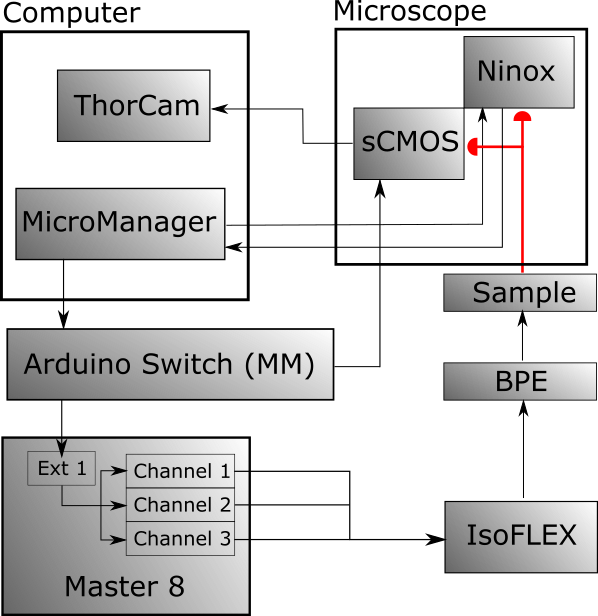 Computer
Microscope
Ninox
ThorCam
sCMOS
MicroManager
Sample
Arduino Switch (MM)
BPE
Ext 1
Channel 1
Channel 2
Channel 3
IsoFLEX
Master 8